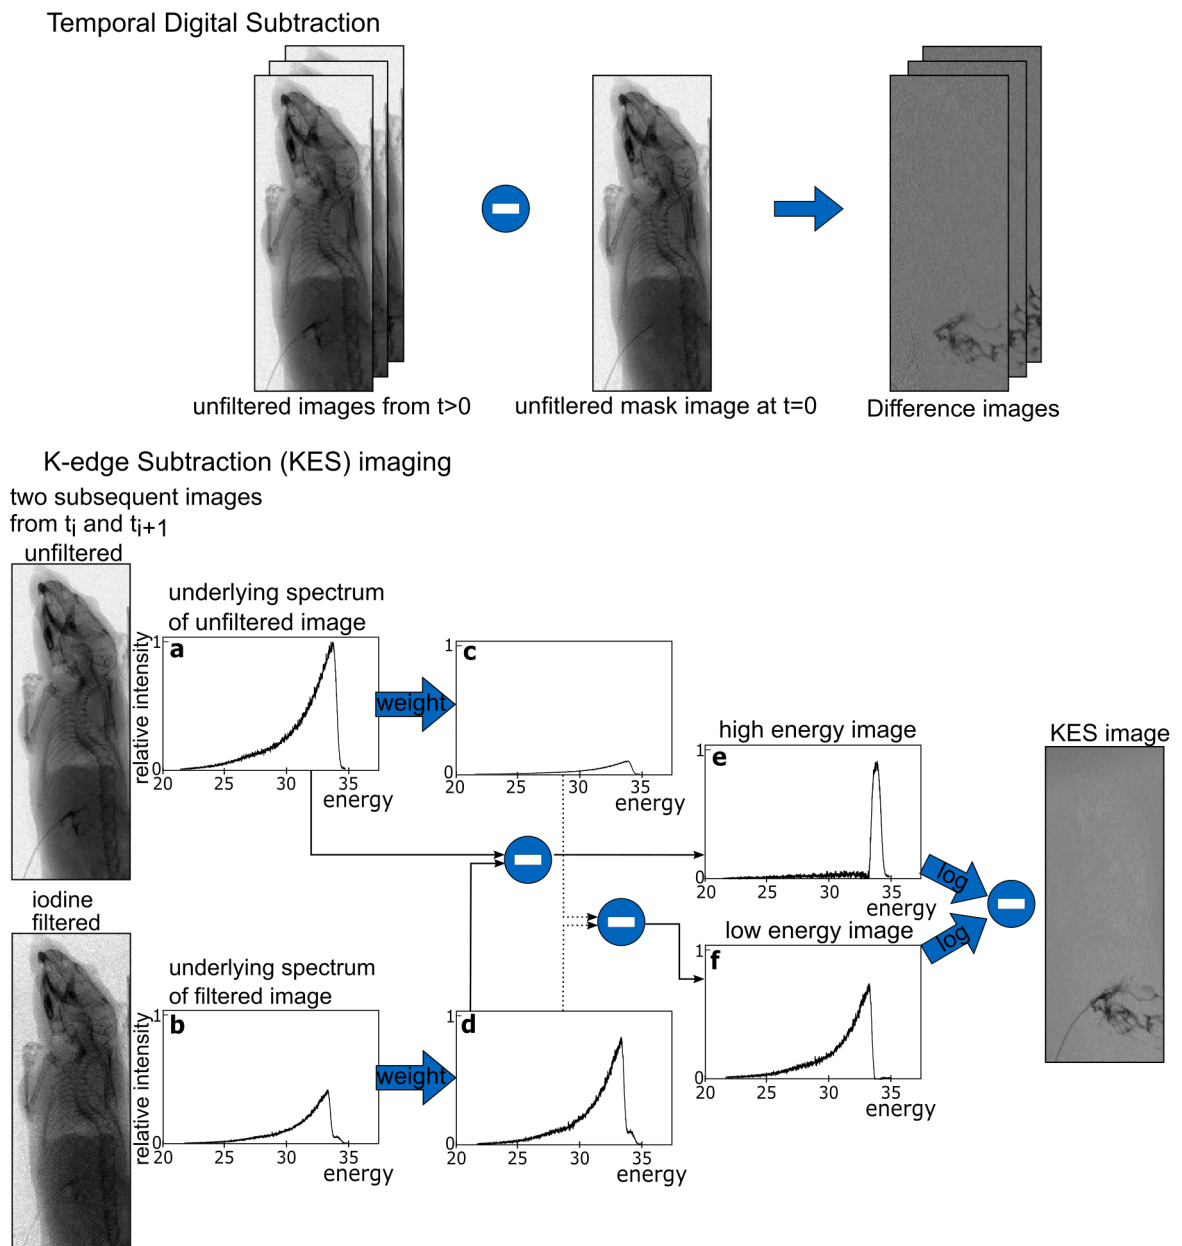 Temporal Digital Subtraction
unfiltered images from t>0
unfitlered mask image at t=0
Difference images
K-edge Subtraction (KES) imaging
two subsequent images
from ti and ti+1
unfiltered
underlying spectrum
of unfiltered image
relative intensity
1
0
a
20 25 30 35
energy
weight
1
0
c
20 25 30 35
energy
high energy image
1
0
e
20 25 30 35
energy
log
KES image
iodine
filtered
underlying spectrum
of filtered image
relative intensity
1
0
b
20 25 30 35
energy
weight
1
0
d
20 25 30 35
energy
low energy image
1
0
f
20 25 30 35
energy
log